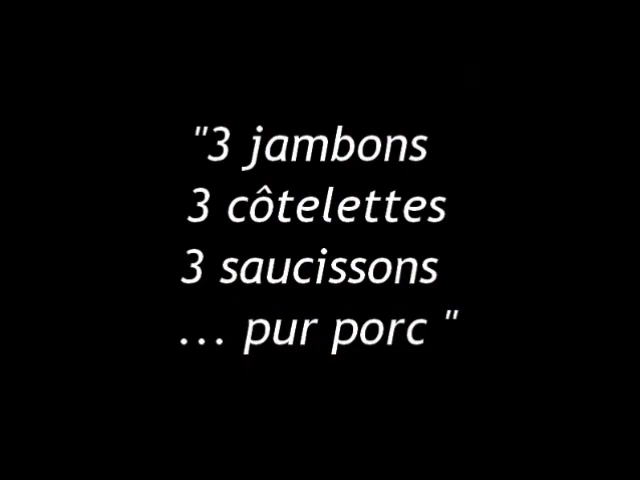 "3 jambons
3 côtelettes
3 saucissons
... pur porc "